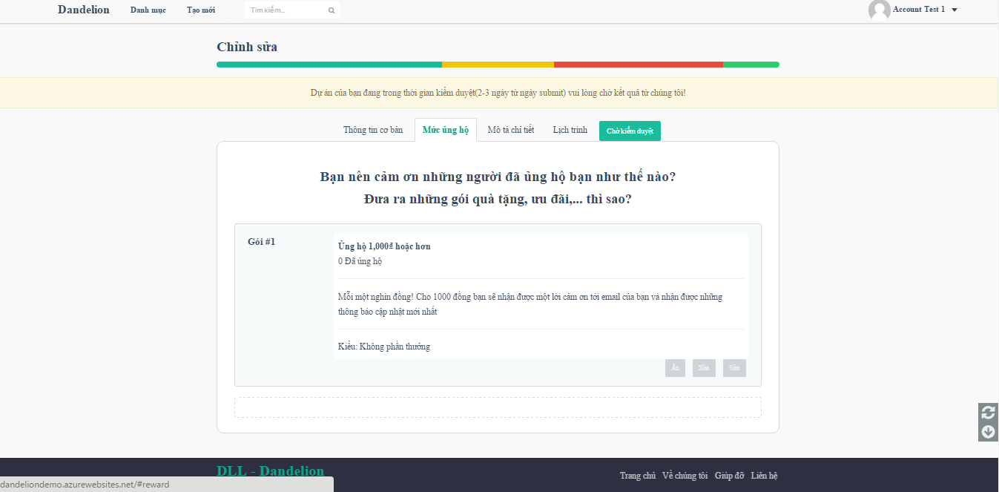 Dandelion Danh mục Tạo mới Tìm kiếm... Account Test 1
Chỉnh sửa
Dự án của bạn đang trong thời gian kiểm duyệt(2-3 ngày từ ngày submit) vui lòng chờ kết quả từ chúng tôi!
Thông tin cơ bản Mức ủng hộ Mô tả chi tiết Lịch trình Chờ kiểm duyệt
Bạn nên cảm ơn những người đã ủng hộ bạn như thế nào?
Đưa ra những gói quà tặng, ưu đãi,... thì sao?
Gói #1
Ủng hộ 1,000₫ hoặc hơn
0 Đã ủng hộ
Mỗi một nghìn đồng! Cho 1000 đồng bạn sẽ nhận được một lời cảm ơn tới email của bạn và nhận được những
thông báo cập nhật mới nhất
Kiểu: Không phần thưởng
Ẩn Xóa Sửa
DLL - Dandelion
Trang chủ Về chúng tôi Giúp đỡ Liên hệ
dandeliondemo.azurewebsites.net/#reward